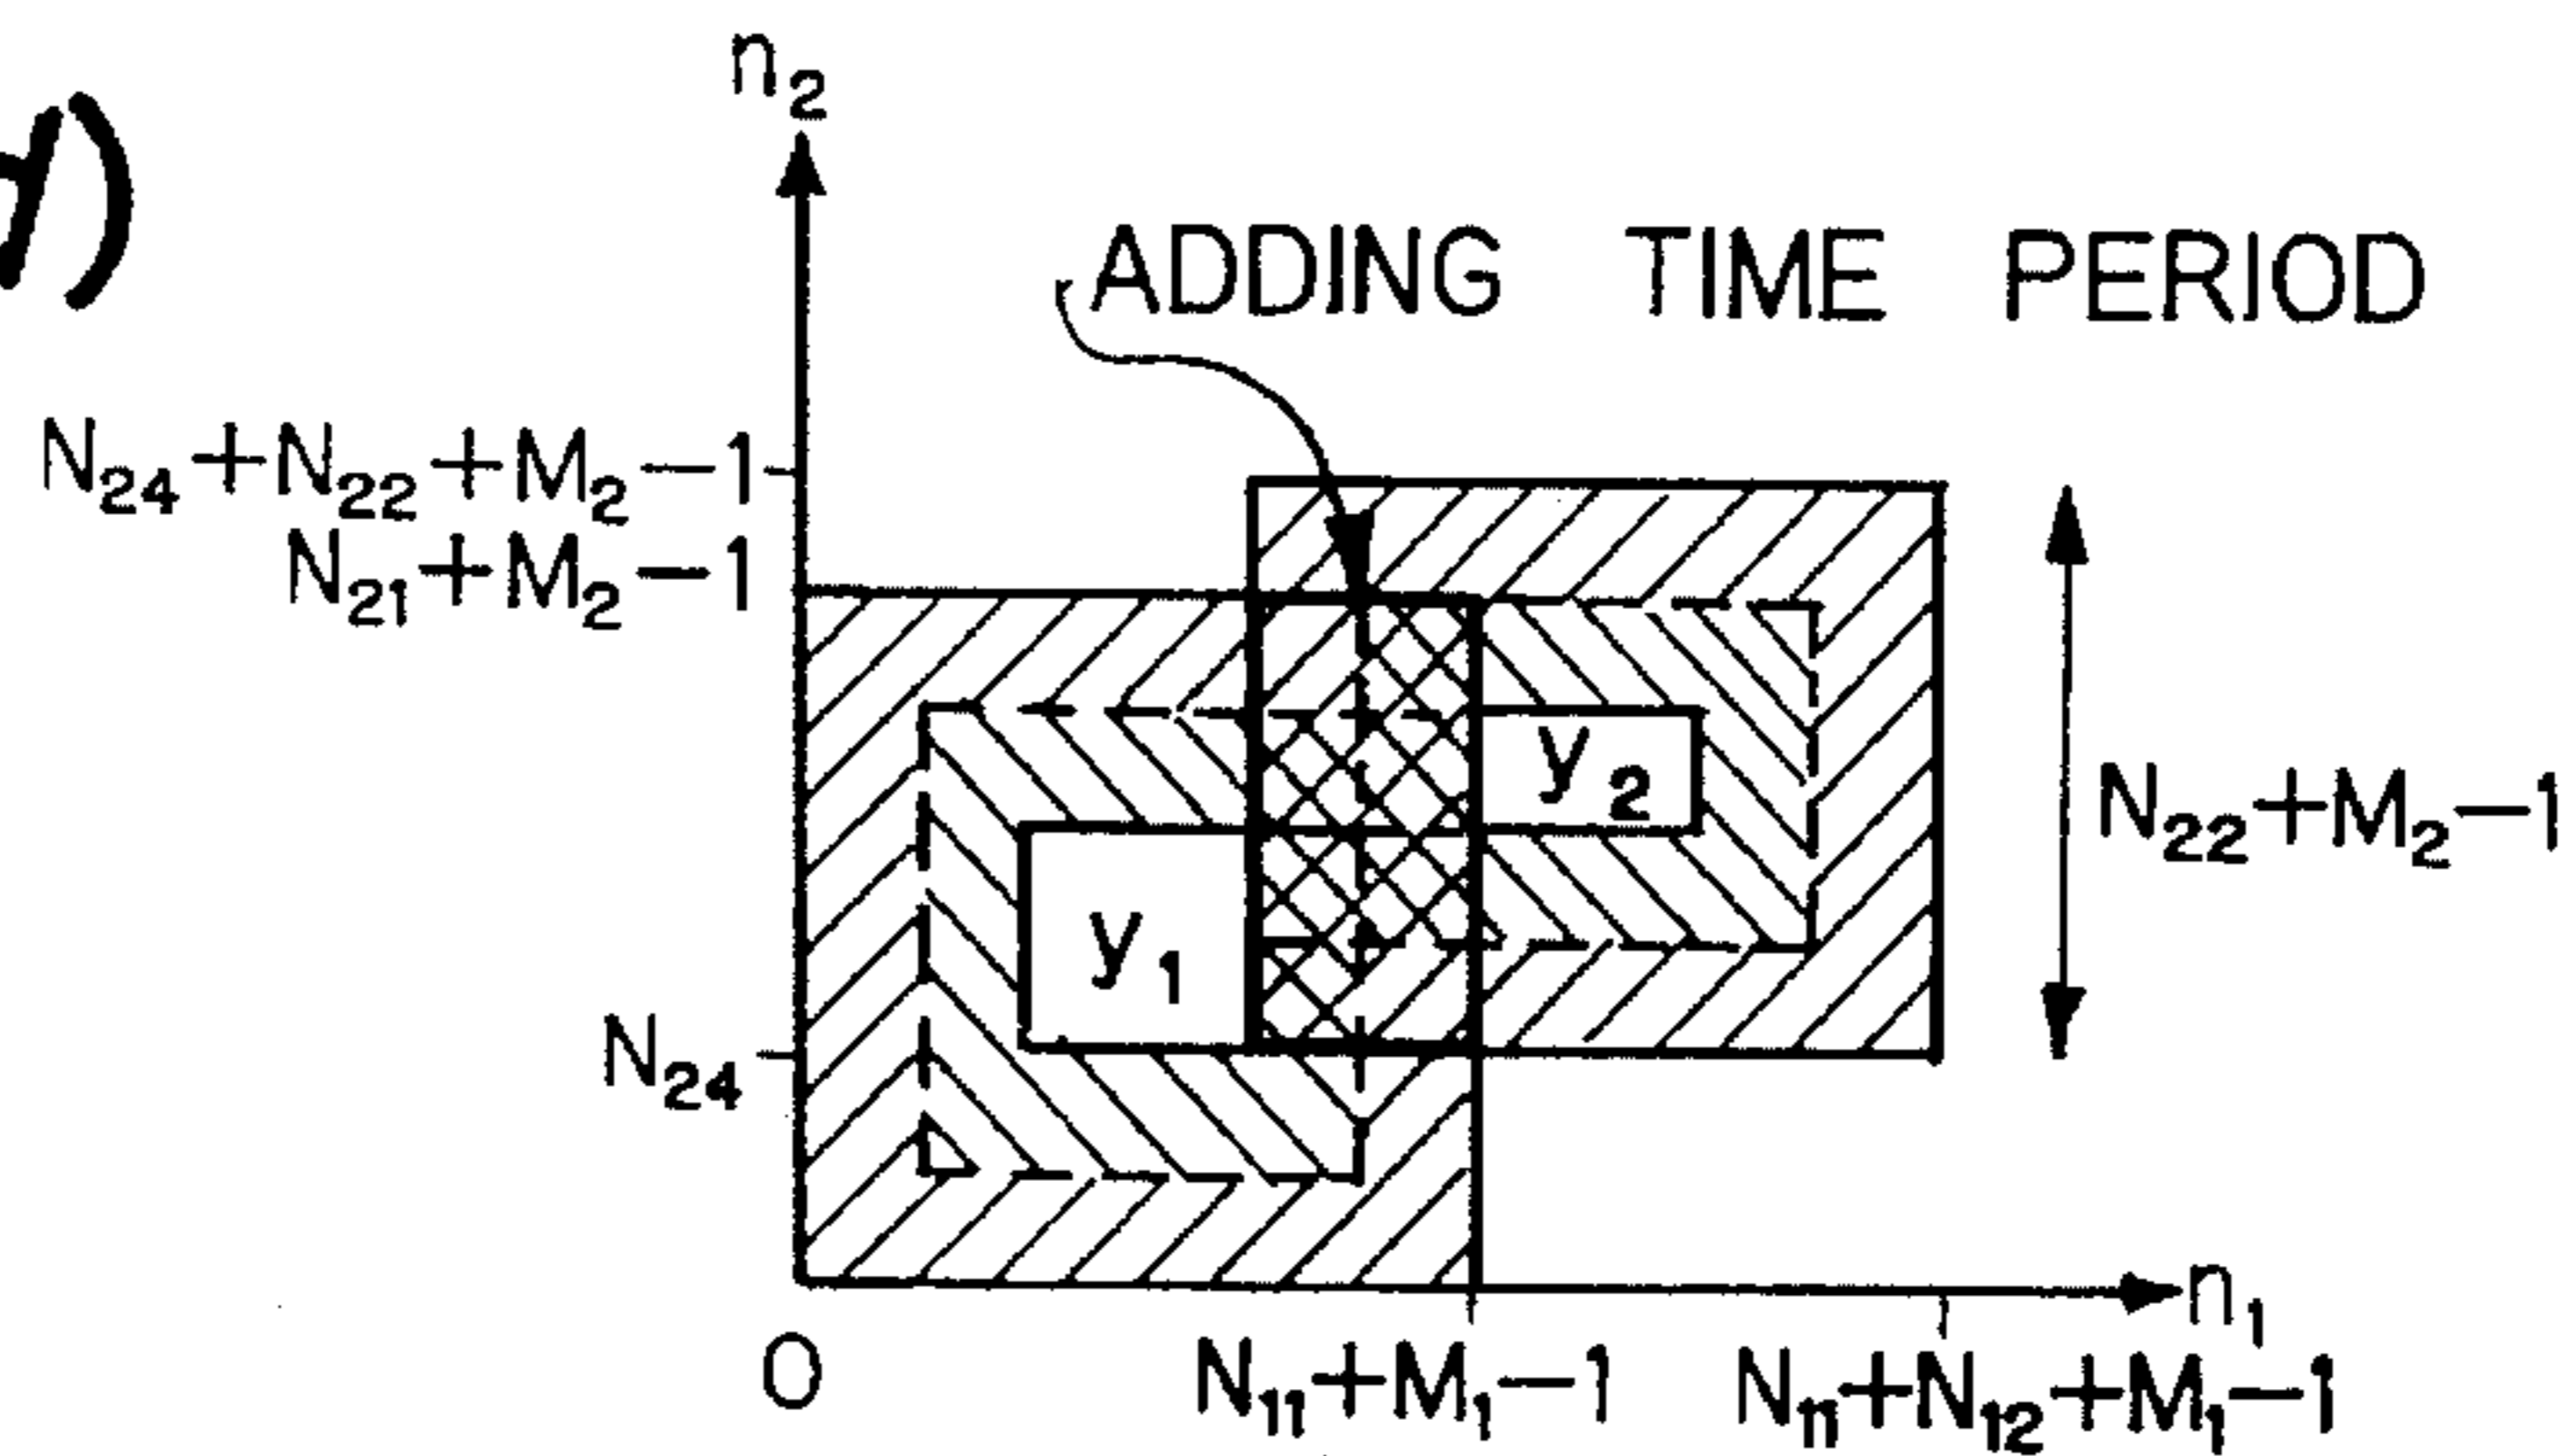 d)
n₂
ADDING TIME PERIOD
N₂₄+N₂₂+M₂−1
N₂₁+M₂−1
y₂
N₂₂+M₂−1
y₁
N₂₄
n₁
0
N₁₁+M₁−1
N₁₁+N₁₂+M₁−1